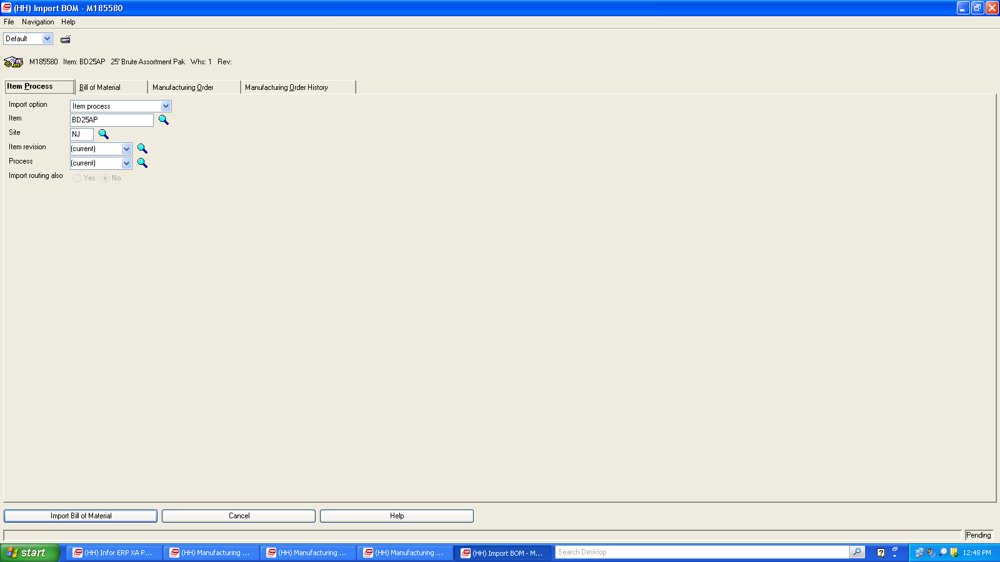 (HH) Import BOM - M185580
File Navigation Help
Default
M185580 Item: BD25AP 25' Brute Assortment Pak Whs: 1 Rev:
Item Process Bill of Material Manufacturing Order Manufacturing Order History
Import option Item process
Item BD25AP
Site NJ
Item revision (current)
Process (current)
Import routing also Yes No
Import Bill of Material Cancel Help
Pending
start (HH) Infor ERP XA P... (HH) Manufacturing ... (HH) Manufacturing ... (HH) Manufacturing ... (HH) Import BOM - M... Search Desktop 12:48 PM